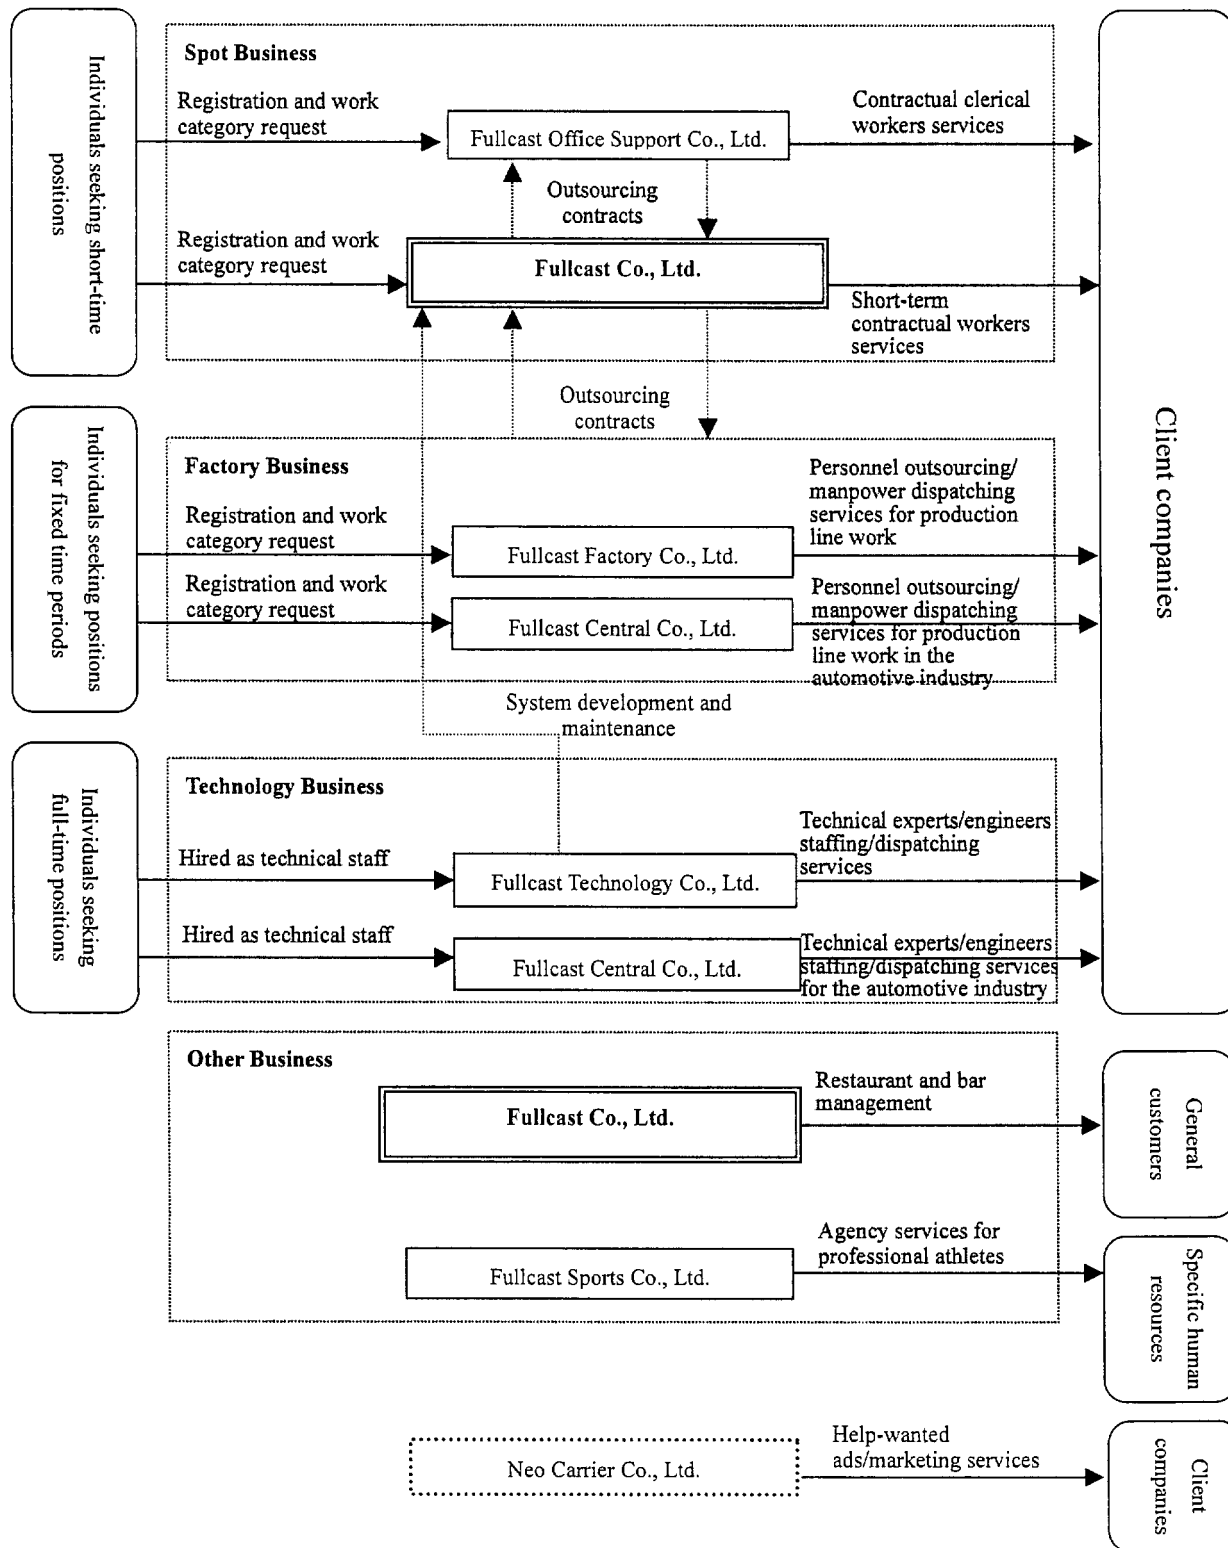 Individuals seeking short-time
positions
Spot Business
Registration and work
category request
Fullcast Office Support Co., Ltd.
Contractual clerical
workers services
Outsourcing
contracts
Registration and work
category request
Fullcast Co., Ltd.
Short-term
contractual workers
services
Client companies
Outsourcing
contracts
Individuals seeking positions
for fixed time periods
Factory Business
Registration and work
category request
Fullcast Factory Co., Ltd.
Personnel outsourcing/
manpower dispatching
services for production
line work
Registration and work
category request
Fullcast Central Co., Ltd.
Personnel outsourcing/
manpower dispatching
services for production
line work in the
automotive industry
System development and
maintenance
Individuals seeking
full-time positions
Technology Business
Hired as technical staff
Fullcast Technology Co., Ltd.
Technical experts/engineers
staffing/dispatching
services
Hired as technical staff
Fullcast Central Co., Ltd.
Technical experts/engineers
staffing/dispatching services
for the automotive industry
Other Business
Fullcast Co., Ltd.
Restaurant and bar
management
General
customers
Fullcast Sports Co., Ltd.
Agency services for
professional athletes
Specific human
resources
Neo Carrier Co., Ltd.
Help-wanted
ads/marketing services
Client
companies